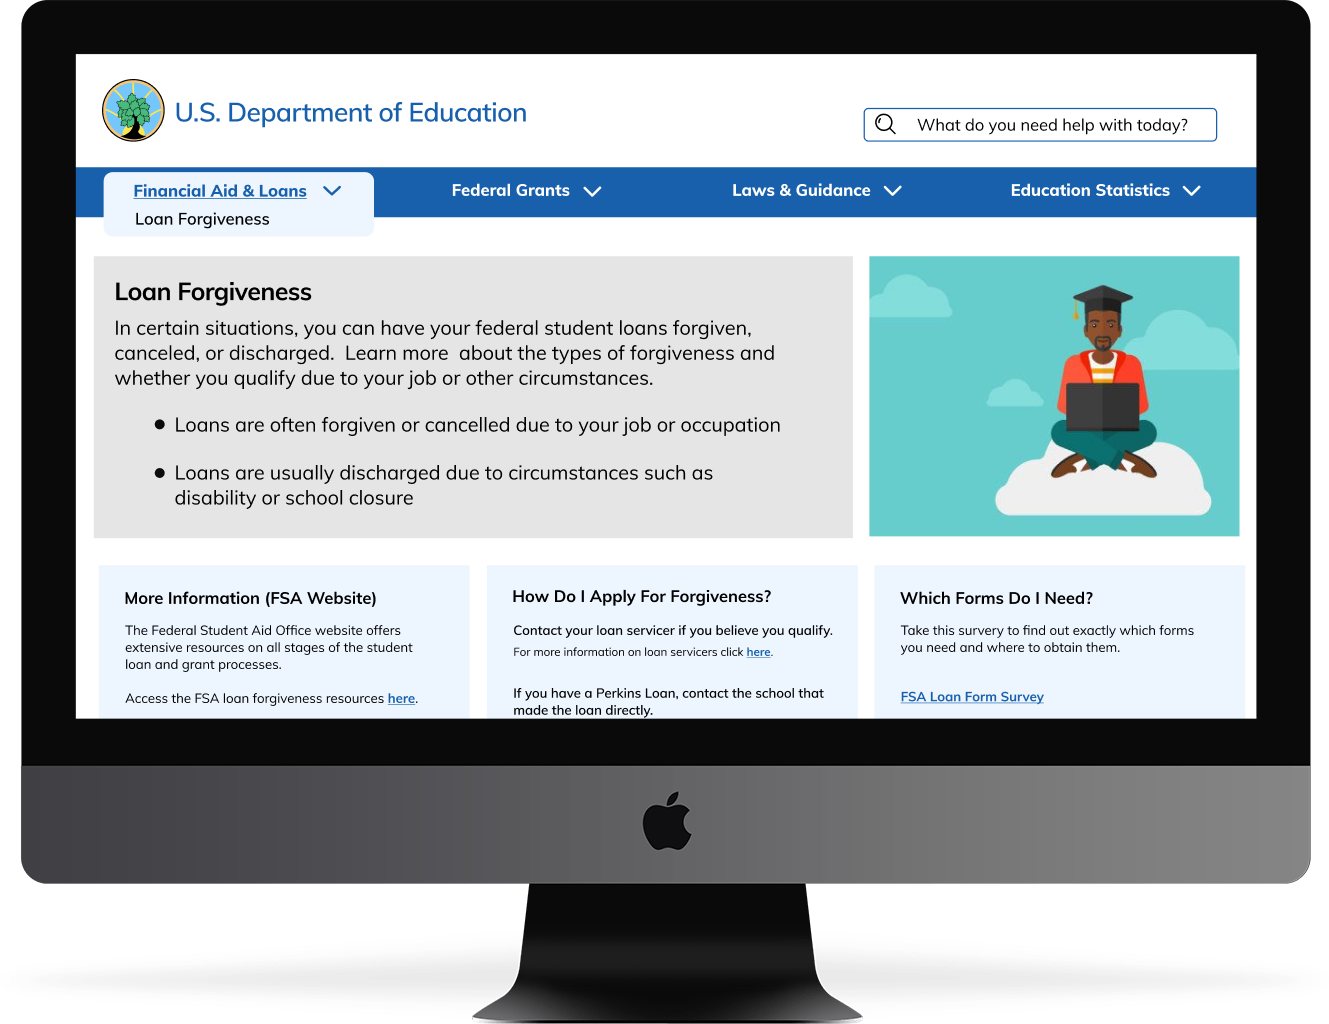 U.S. Department of Education
What do you need help with today?
Financial Aid & Loans
Federal Grants
Laws & Guidance
Education Statistics
Loan Forgiveness
Loan Forgiveness
In certain situations, you can have your federal student loans forgiven,
canceled, or discharged. Learn more about the types of forgiveness and
whether you qualify due to your job or other circumstances.
● Loans are often forgiven or cancelled due to your job or occupation
● Loans are usually discharged due to circumstances such as
disability or school closure
More Information (FSA Website)
The Federal Student Aid Office website offers
extensive resources on all stages of the student
loan and grant processes.
Access the FSA loan forgiveness resources here.
How Do I Apply For Forgiveness?
Contact your loan servicer if you believe you qualify.
For more information on loan servicers click here.
If you have a Perkins Loan, contact the school that
made the loan directly.
Which Forms Do I Need?
Take this survery to find out exactly which forms
you need and where to obtain them.
FSA Loan Form Survey